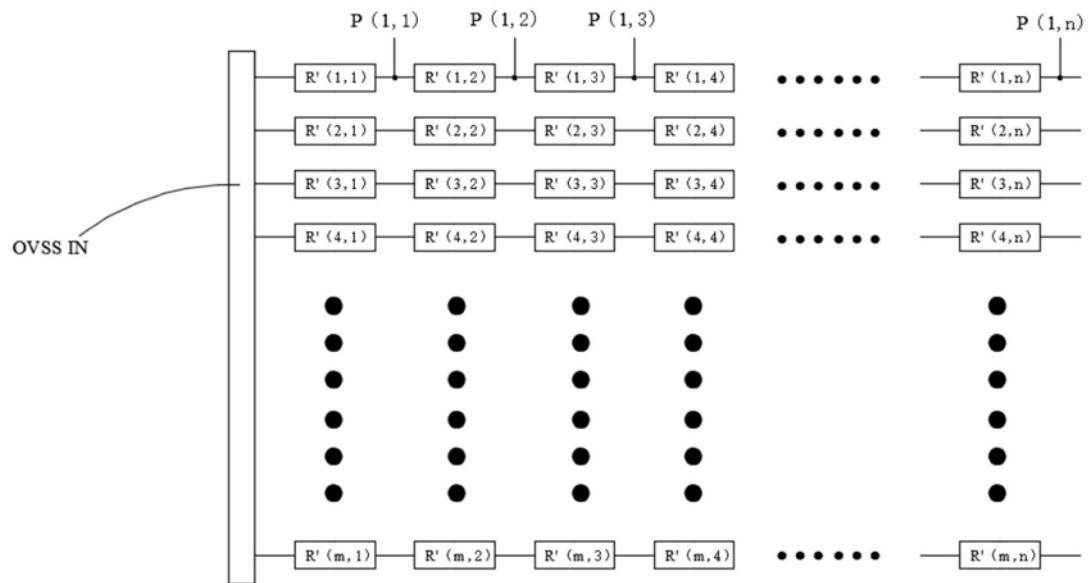 P (1,1) P (1,2) P (1,3) P (1,n)
R' (1,1) R' (1,2) R' (1,3) R' (1,4) R' (1,n)
R' (2,1) R' (2,2) R' (2,3) R' (2,4) R' (2,n)
R' (3,1) R' (3,2) R' (3,3) R' (3,4) R' (3,n)
R' (4,1) R' (4,2) R' (4,3) R' (4,4) R' (4,n)
OVSS IN
R' (m,1) R' (m,2) R' (m,3) R' (m,4) R' (m,n)